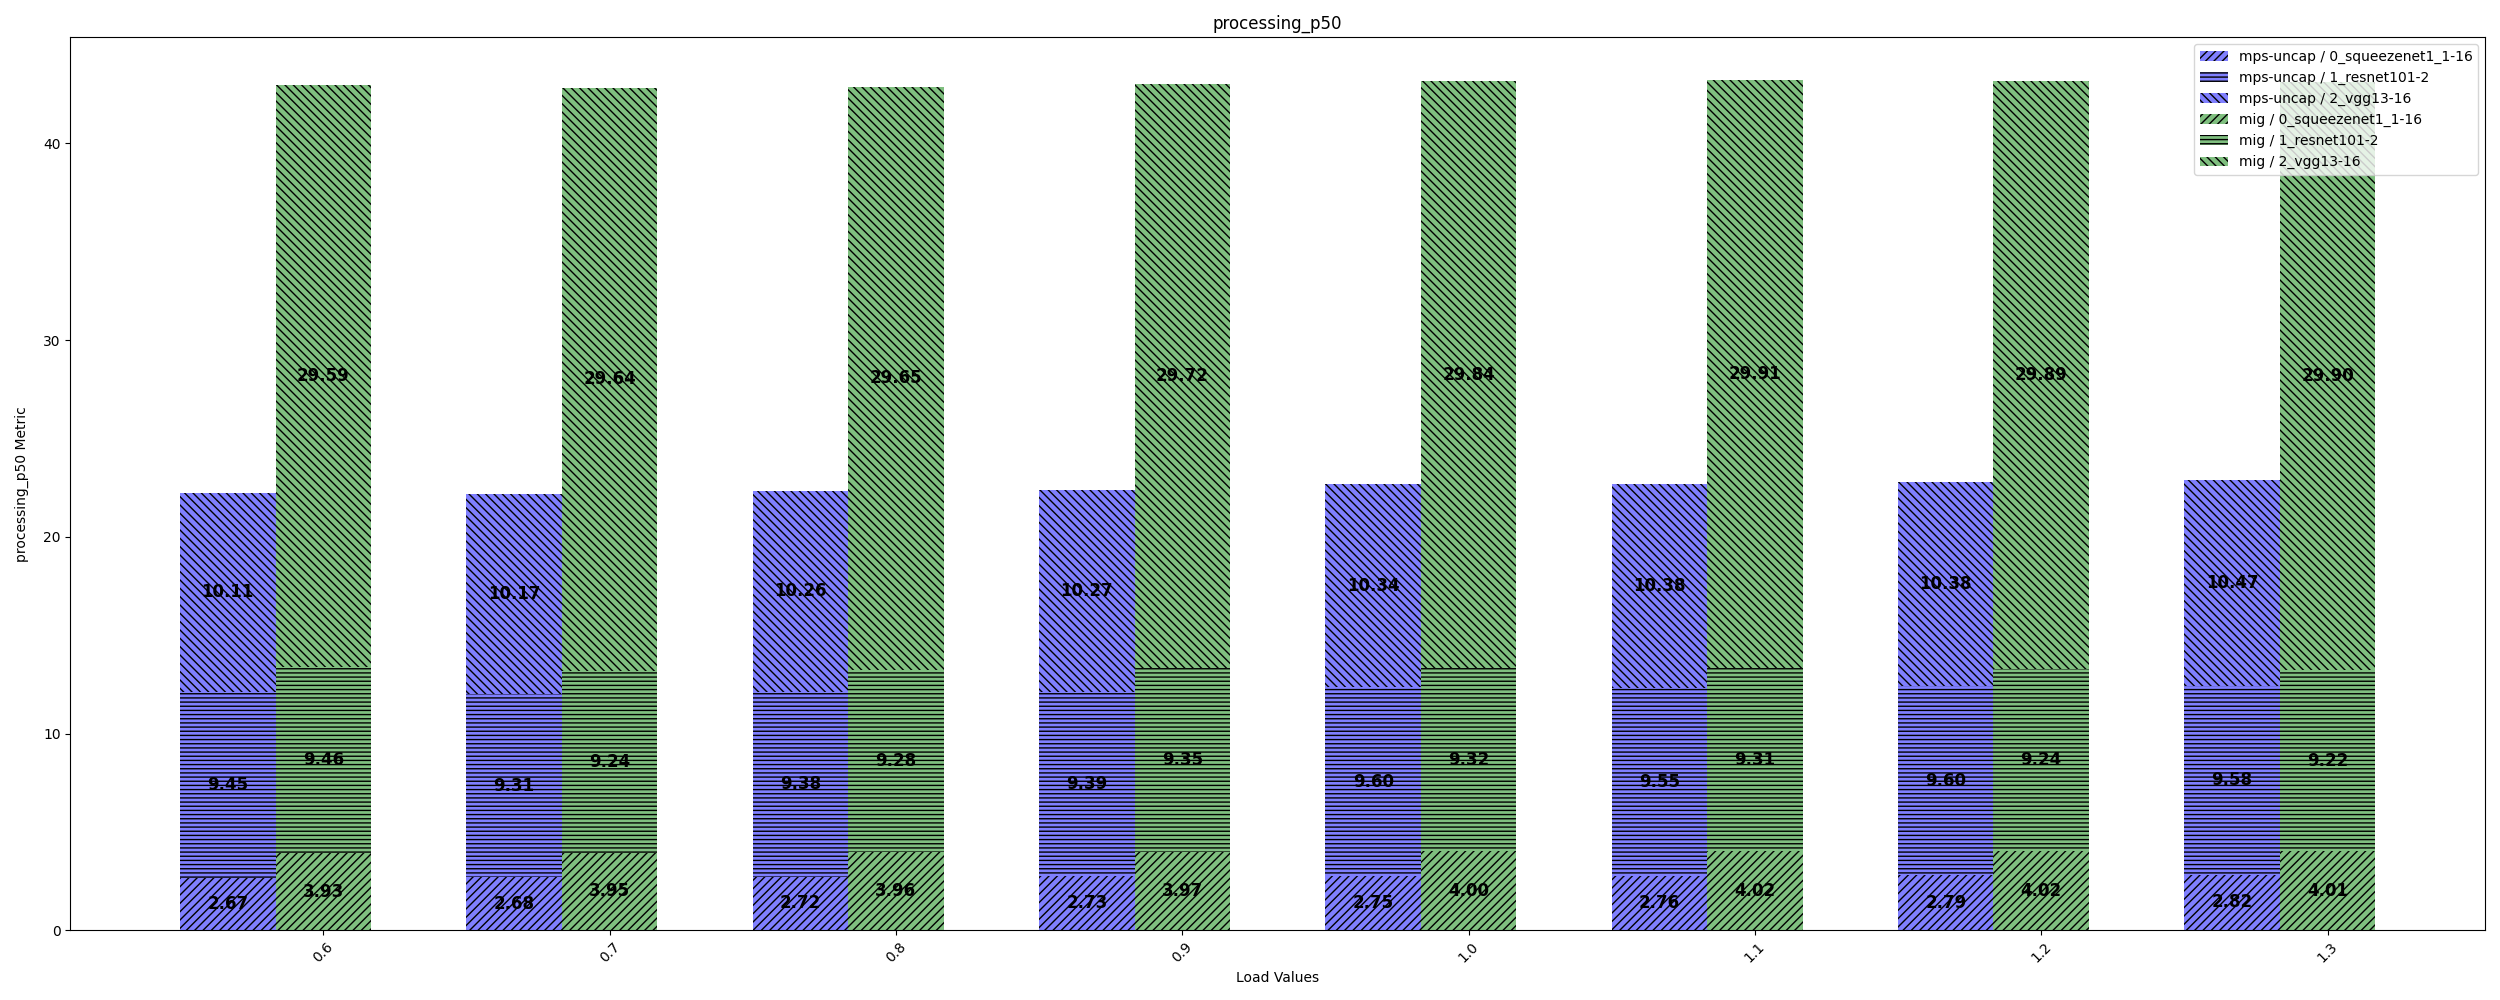 processing_p50
mps-uncap / 0_squeezenet1_1-16
mps-uncap / 1_resnet101-2
mps-uncap / 2_vgg13-16
mig / 0_squeezenet1_1-16
mig / 1_resnet101-2
mig / 2_vgg13-16
processing_p50 Metric
40
30
20
10
0
29.59 29.64 29.65 29.72 29.84 29.91 29.89 29.90
10.11 10.17 10.26 10.27 10.34 10.38 10.38 10.47
9.46 9.24 9.28 9.35 9.32 9.31 9.24 9.22
9.45 9.31 9.38 9.39 9.60 9.55 9.60 9.58
3.93 3.95 3.96 3.97 4.00 4.02 4.02 4.01
2.67 2.68 2.72 2.73 2.75 2.76 2.79 2.82
0.6 0.7 0.8 0.9 1.0 1.1 1.2 1.3
Load Values